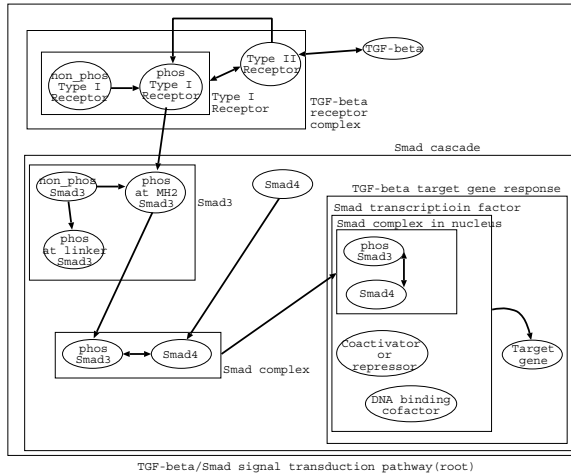 Type II
Receptor
TGF-beta
non_phos
Type I
Receptor
phos
Type I
Receptor
Type I
Receptor
TGF-beta
receptor
complex
Smad cascade
non_phos
Smad3
phos
at MH2
Smad3
phos
at linker
Smad3
Smad3
Smad4
TGF-beta target gene response
Smad transcriptioin factor
Smad complex in nucleus
phos
Smad3
Smad4
phos
Smad3
Smad4
Smad complex
Coactivator
or
repressor
DNA binding
cofactor
Target
gene
TGF-beta/Smad signal transduction pathway(root)